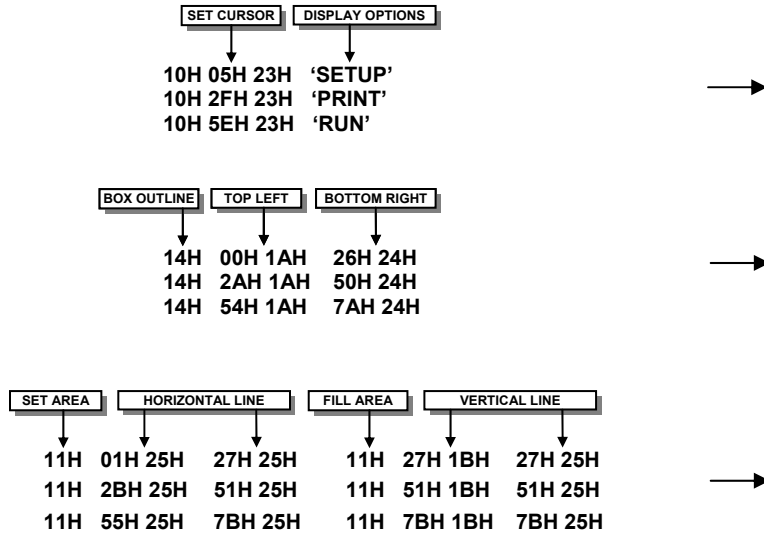 SET CURSOR DISPLAY OPTIONS
10H 05H 23H ‘SETUP’
10H 2FH 23H ‘PRINT’
10H 5EH 23H ‘RUN’
BOX OUTLINE TOP LEFT BOTTOM RIGHT
14H 00H 1AH 26H 24H
14H 2AH 1AH 50H 24H
14H 54H 1AH 7AH 24H
SET AREA HORIZONTAL LINE FILL AREA VERTICAL LINE
11H 01H 25H 27H 25H 11H 27H 1BH 27H 25H
11H 2BH 25H 51H 25H 11H 51H 1BH 51H 25H
11H 55H 25H 7BH 25H 11H 7BH 1BH 7BH 25H